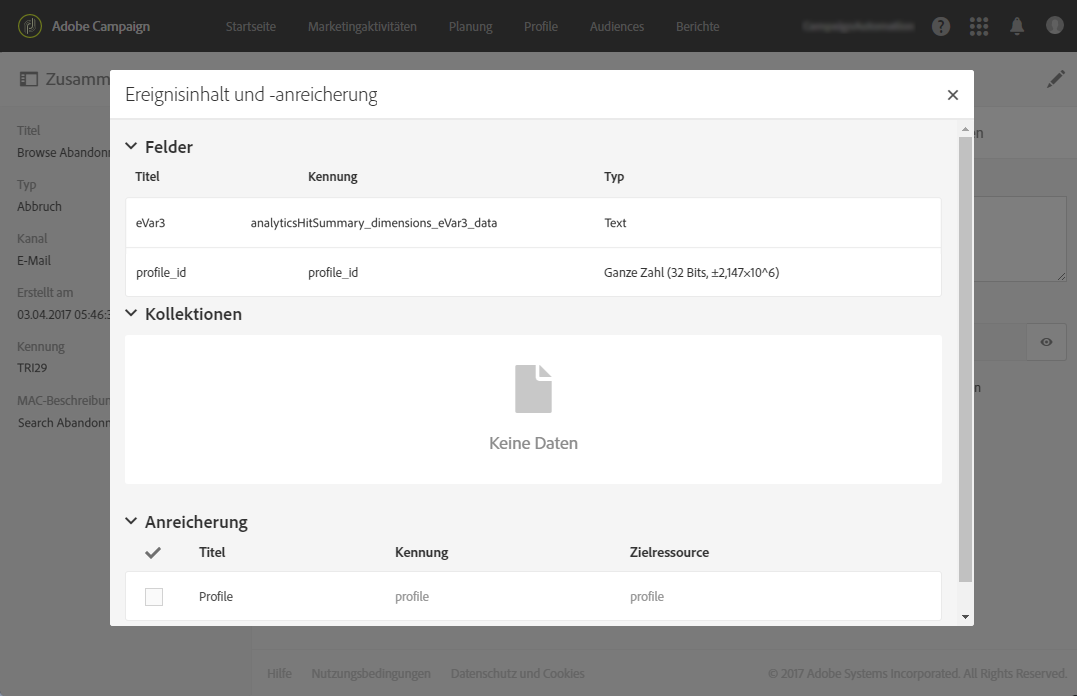 Adobe Campaign Startseite Marketingaktivitäten Planung Profile Audiences Berichte
Zusamm
Ereignisinhalt und -anreicherung
Titel
Browse Abandonn
Typ
Abbruch
Kanal
E-Mail
Erstellt am
03.04.2017 05:46:3
Kennung
TRI29
MAC-Beschreibun
Search Abandonn
Felder
Titel Kennung Typ
eVar3 analyticsHitSummary_dimensions_eVar3_data Text
profile_id profile_id Ganze Zahl (32 Bits, ±2,147×10^6)
Kollektionen
Keine Daten
Anreicherung
Titel Kennung Zielressource
Profile profile profile
en
n
Hilfe Nutzungsbedingungen Datenschutz und Cookies © 2017 Adobe Systems Incorporated. All Rights Reserved.